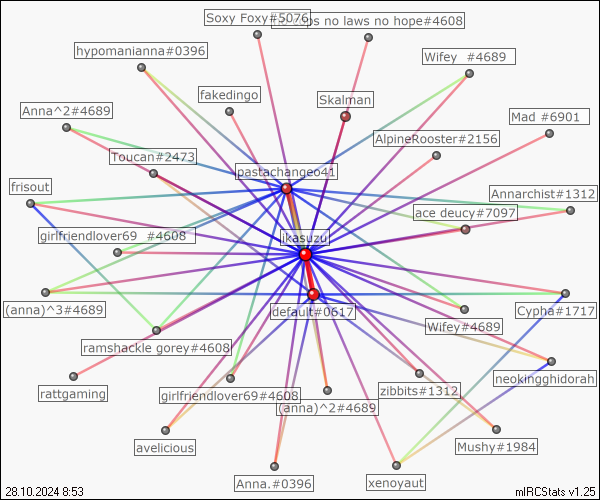 Soxy Foxy#5076
no laws no hope#4608
hypomanianna#0396
Wifey #4689
fakedingo
Skalman
Anna^2#4689
Mad #6901
AlpineRooster#2156
Toucan#2473
pastachangeo41
frisout
Annarchist#1312
ace deucy#7097
girlfriendlover69 #4608
ikasuzu
(anna)^3#4689
default#0617
Cypha#1717
Wifey#4689
ramshackle gorey#4608
neokingghidorah
rattgaming
girlfriendlover69#4608
zibbits#1312
(anna)^2#4689
avelicious
Mushy#1984
Anna.#0396
xenoyaut
28.10.2024 8:53
mIRCStats v1.25